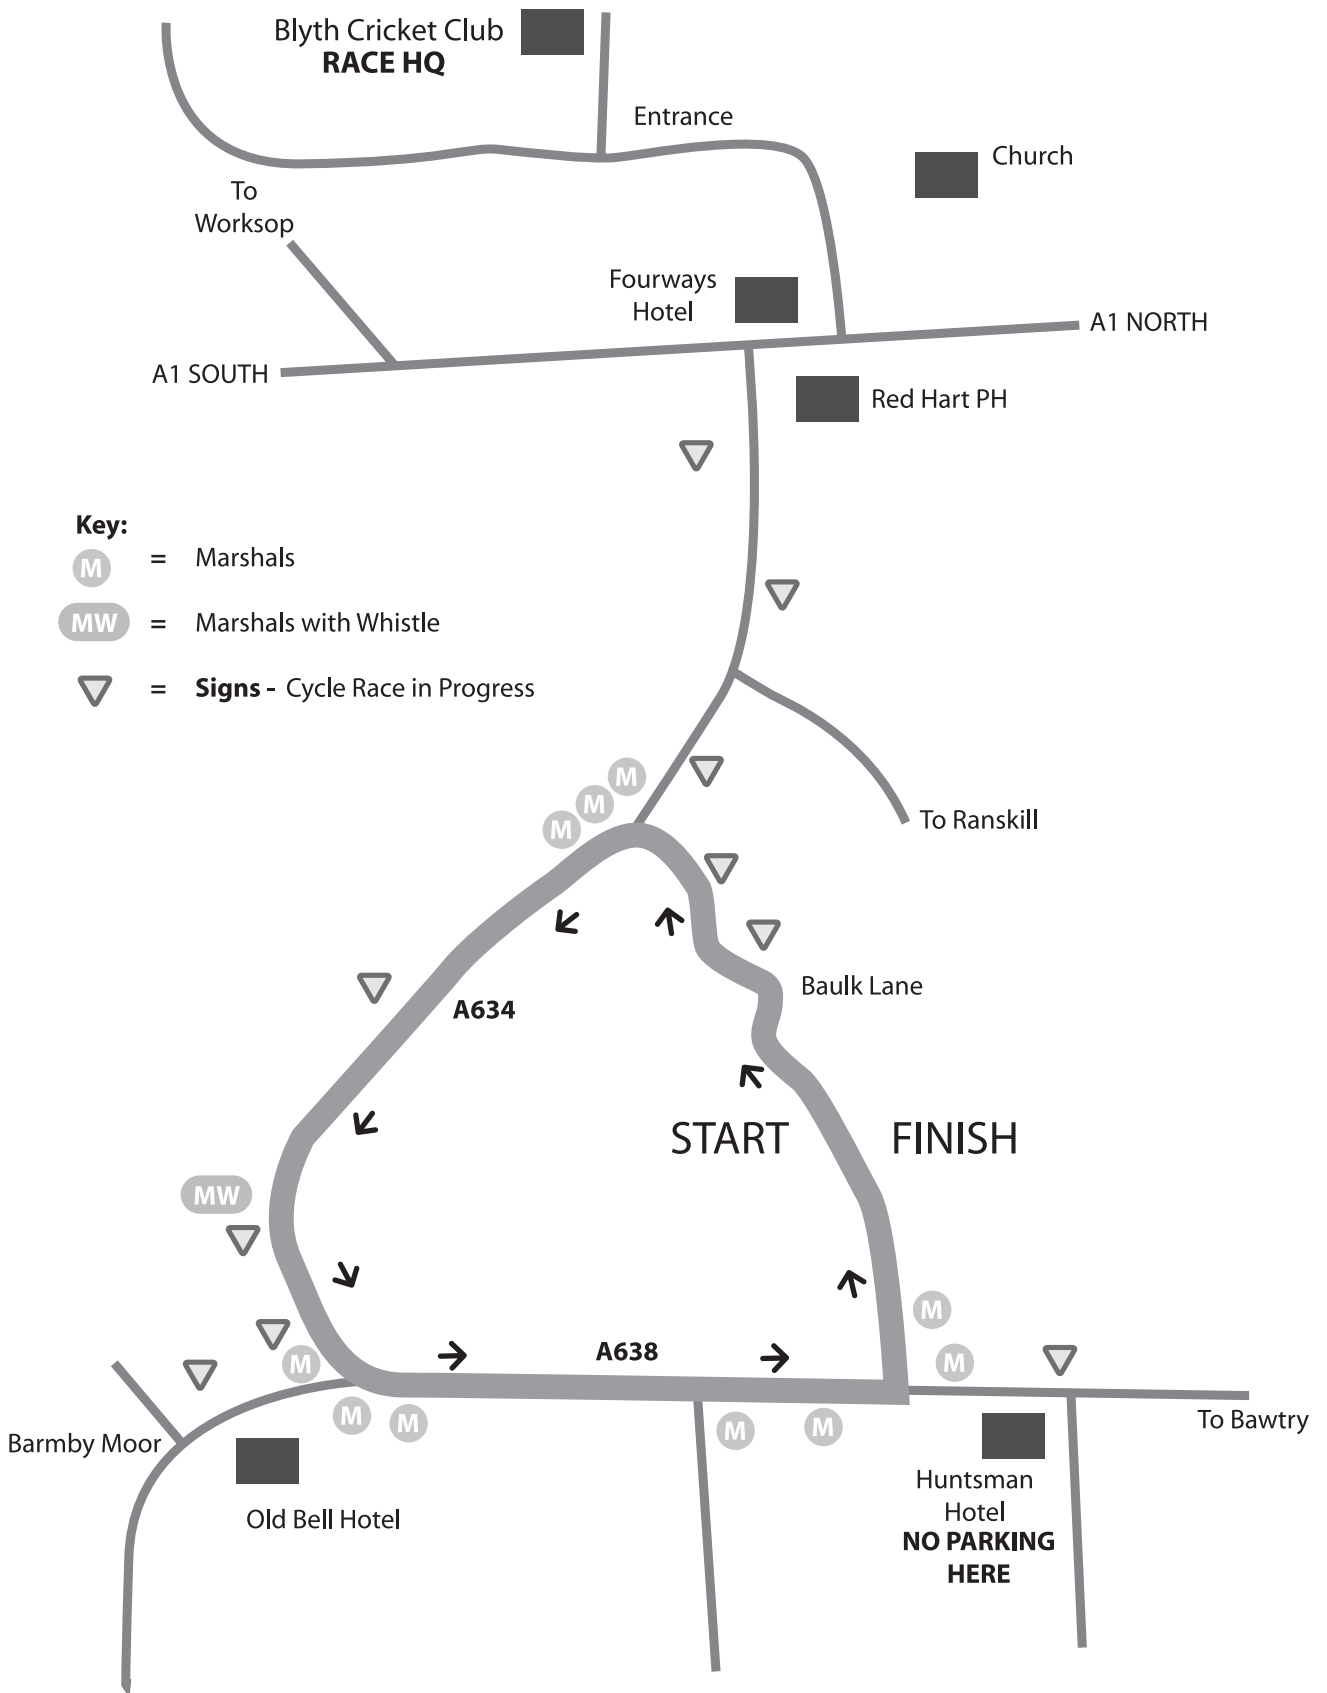 Blyth Cricket Club
RACE HQ
Entrance
Church
To
Worksop
Fourways
Hotel
A1 NORTH
A1 SOUTH
Red Hart PH
Key:
M = Marshals
MW = Marshals with Whistle
= Signs - Cycle Race in Progress
M
M
M
To Ranskill
Baulk Lane
A634
START FINISH
MW
M
A638
M
M
M
M
M
M
To Bawtry
Barmby Moor
Huntsman
Hotel
NO PARKING
HERE
Old Bell Hotel